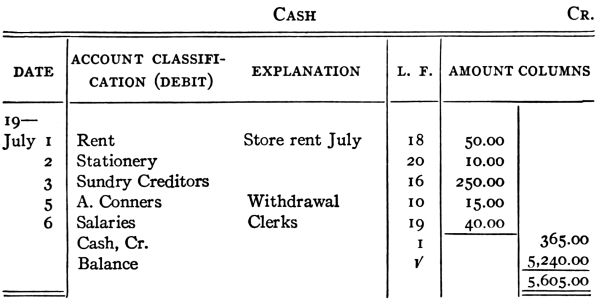 CASH CR.
DATE ACCOUNT CLASSIFI- EXPLANATION L. F. AMOUNT COLUMNS
CATION (DEBIT)
19—
July 1 Rent Store rent July 18 50.00
2 Stationery 20 10.00
3 Sundry Creditors 16 250.00
5 A. Conners Withdrawal 10 15.00
6 Salaries Clerks 19 40.00
Cash, Cr. 1 365.00
Balance √ 5,240.00
5,605.00